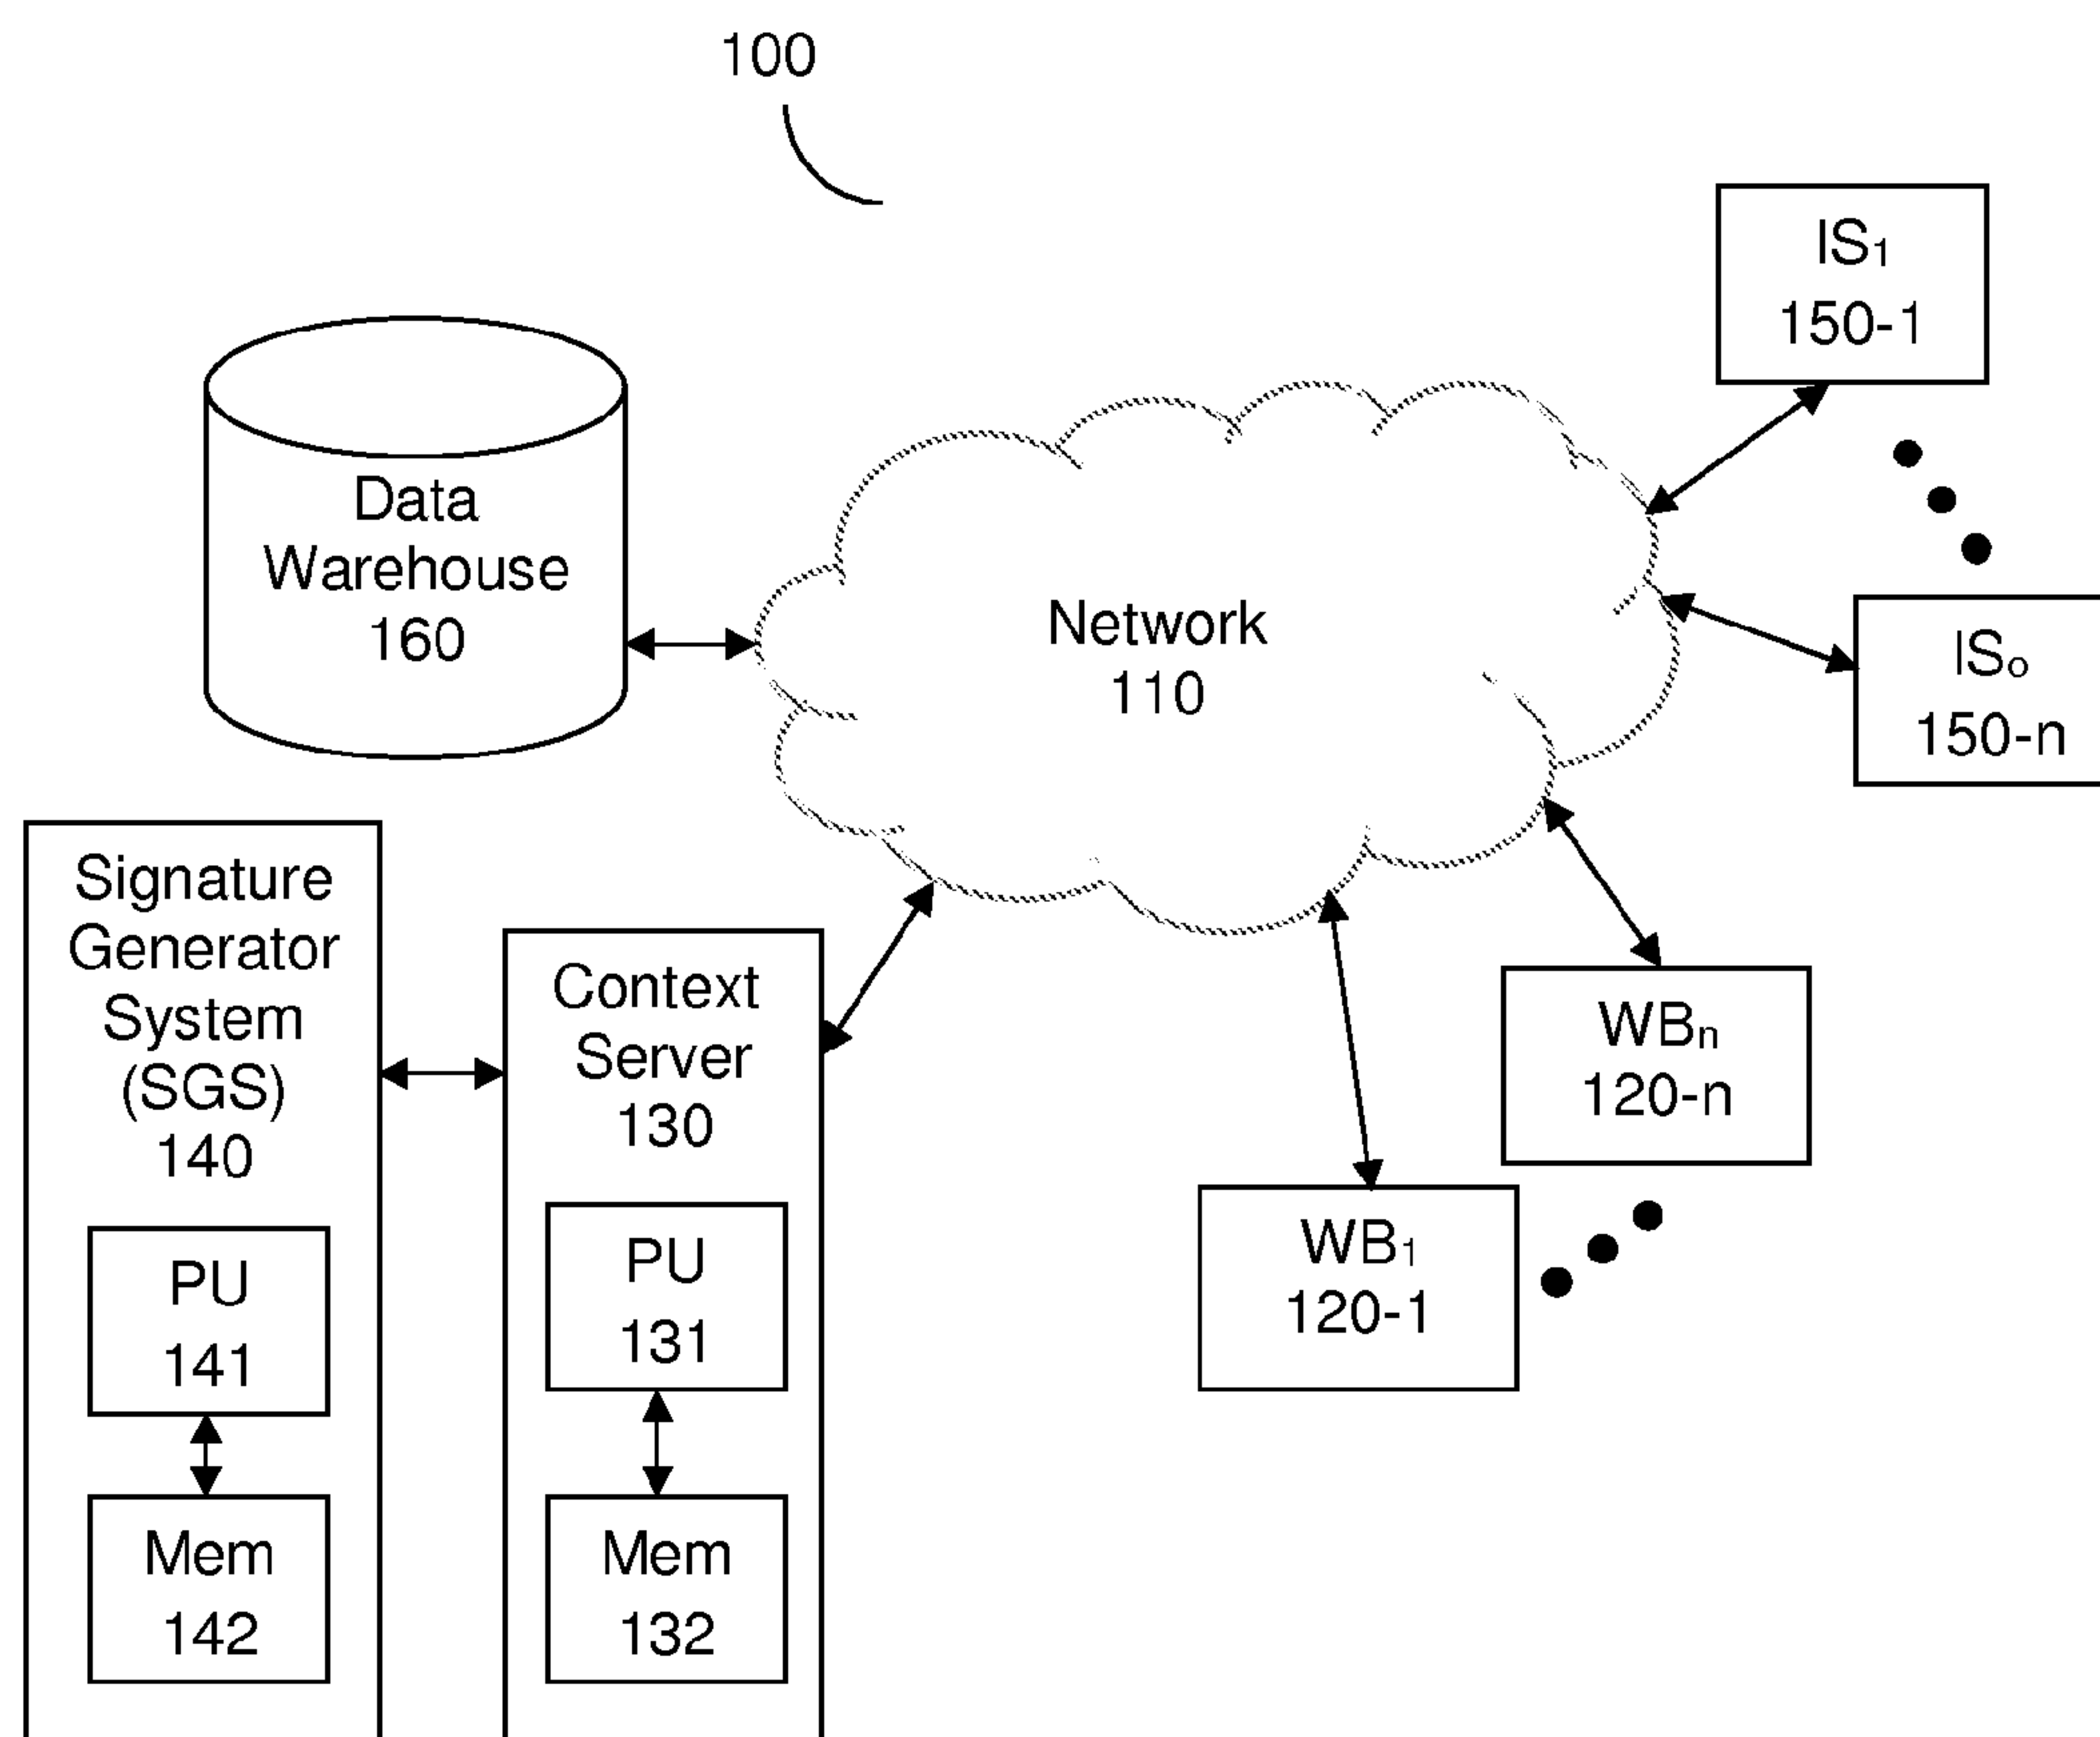 100
IS₁
150-1
Data
Warehouse
160
Network
110
ISₒ
150-n
Signature
Generator
System
(SGS)
140
PU
141
Mem
142
Context
Server
130
PU
131
Mem
132
WBₙ
120-n
WB₁
120-1